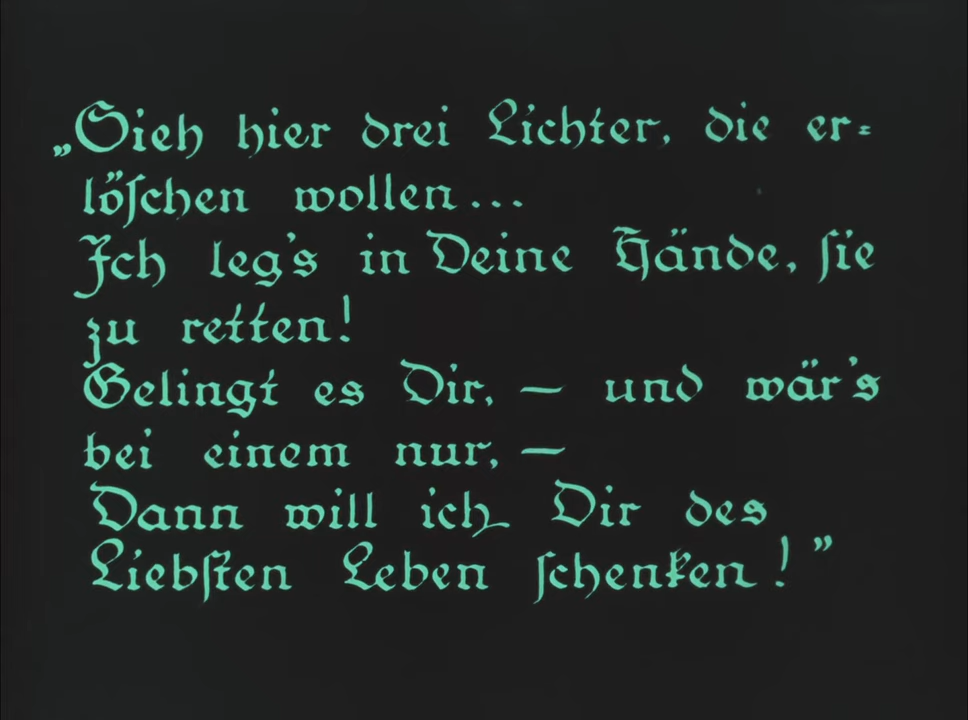 „Sieh hier drei Lichter, die er=
löſchen wollen...
Ich leg's in Deine Hände, ſie
zu retten!
Gelingt es Dir, — und wär's
bei einem nur, —
Dann will ich Dir des
Liebſten Leben ſchenken!”